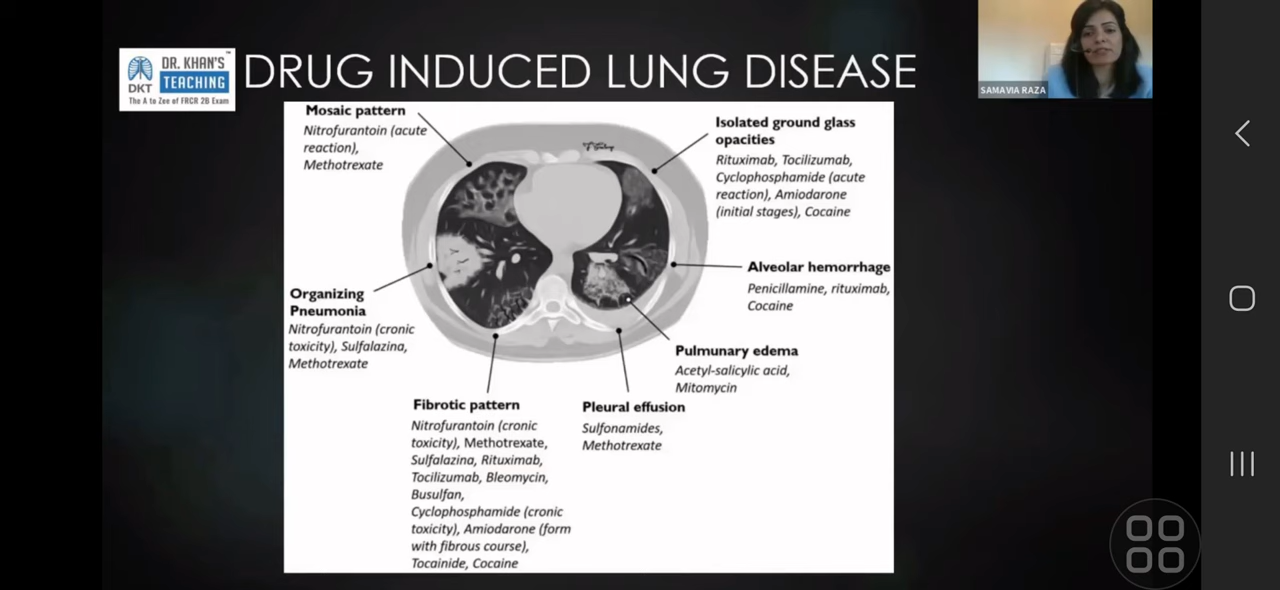 DR. KHAN'S
TEACHING
DKT
The A to Zee of FRCR 2B Exam
DRUG INDUCED LUNG DISEASE
SAMAVIA RAZA
Mosaic pattern
Nitrofurantoin (acute
reaction),
Methotrexate
Isolated ground glass
opacities
Rituximab, Tocilizumab,
Cyclophosphamide (acute
reaction), Amiodarone
(initial stages), Cocaine
Alveolar hemorrhage
Penicillamine, rituximab,
Cocaine
Organizing
Pneumonia
Nitrofurantoin (cronic
toxicity), Sulfalazina,
Methotrexate
Pulmunary edema
Acetyl-salicylic acid,
Mitomycin
Fibrotic pattern
Nitrofurantoin (cronic
toxicity), Methotrexate,
Sulfalazina, Rituximab,
Tocilizumab, Bleomycin,
Busulfan,
Cyclophosphamide (cronic
toxicity), Amiodarone (form
with fibrous course),
Tocainide, Cocaine
Pleural effusion
Sulfonamides,
Methotrexate